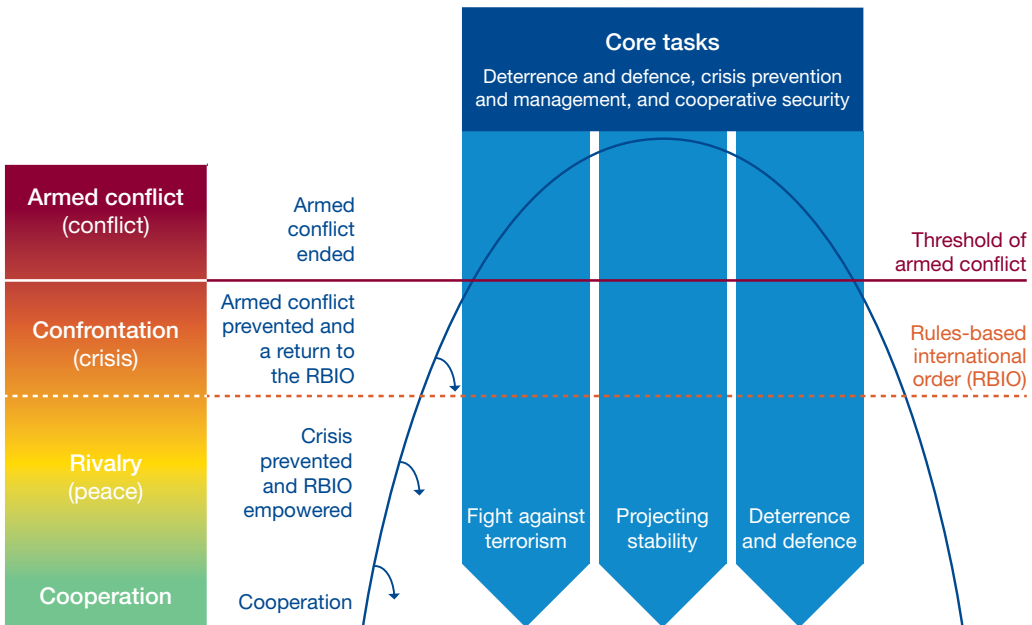 Core tasks
Deterrence and defence, crisis prevention
and management, and cooperative security
Armed conflict
(conflict)
Armed
conflict
ended
Threshold of
armed conflict
Confrontation
(crisis)
Armed conflict
prevented and
a return to
the RBIO
Rules-based
international
order (RBIO)
Rivalry
(peace)
Crisis
prevented
and RBIO
empowered
Fight against
terrorism
Projecting
stability
Deterrence
and defence
Cooperation
Cooperation